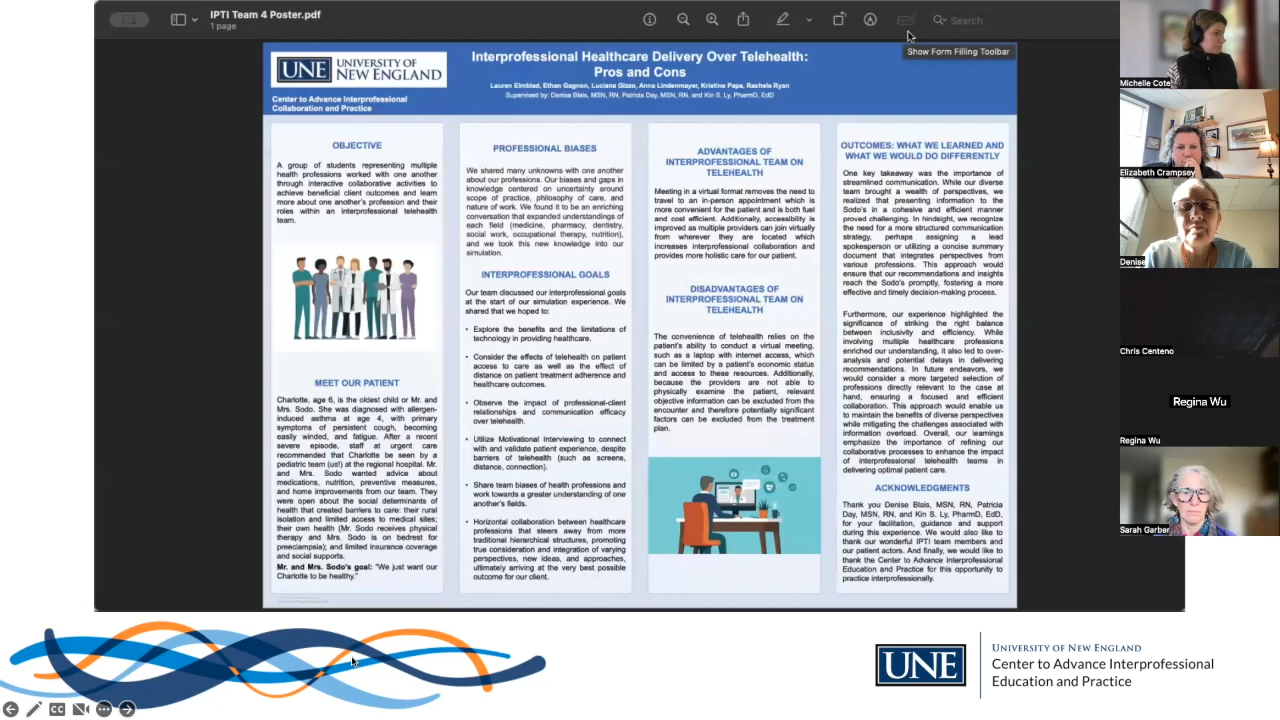 IPTI Team 4 Poster.pdf
1 page
Search
Show Form Filling Toolbar
UNE
UNIVERSITY OF
NEW ENGLAND
Center to Advance Interprofessional
Collaboration and Practice
Interprofessional Healthcare Delivery Over Telehealth:
Pros and Cons
Lauren Elmblad, Ethan Gagnon, Luciana Gizzo, Anna Lindenmayer, Kristine Papa, Rachele Ryan
Supervised by: Denise Blais, MSN, RN, Patricia Day, MSN, RN, and Kin S. Ly, PharmD, EdD
OBJECTIVE
A group of students representing multiple
health professions worked with one another
through interactive collaborative activities to
achieve beneficial client outcomes and learn
more about one another's profession and their
roles within an interprofessional telehealth
team.
MEET OUR PATIENT
Charlotte, age 6, is the oldest child or Mr. and
Mrs. Sodo. She was diagnosed with allergen-
induced asthma at age 4, with primary
symptoms of persistent cough, becoming
easily winded, and fatigue. After a recent
severe episode, staff at urgent care
recommended that Charlotte be seen by a
pediatric team (us!) at the regional hospital. Mr.
and Mrs. Sodo wanted advice about
medications, nutrition, preventive measures,
and home improvements from our team. They
were open about the social determinants of
health that created barriers to care: their rural
isolation and limited access to medical sites;
their own health (Mr. Sodo receives physical
therapy and Mrs. Sodo is on bedrest for
preeclampsia); and limited insurance coverage
and social supports.
Mr. and Mrs. Sodo's goal: "We just want our
Charlotte to be healthy."
PROFESSIONAL BIASES
We shared many unknowns with one another
about our professions. Our biases and gaps in
knowledge centered on uncertainty around
scope of practice, philosophy of care, and
nature of work. We found it to be an enriching
conversation that expanded understandings of
each field (medicine, pharmacy, dentistry,
social work, occupational therapy, nutrition),
and we took this new knowledge into our
simulation.
INTERPROFESSIONAL GOALS
Our team discussed our interprofessional goals
at the start of our simulation experience. We
shared that we hoped to:
• Explore the benefits and the limitations of
technology in providing healthcare.
• Consider the effects of telehealth on patient
access to care as well as the effect of
distance on patient treatment adherence and
healthcare outcomes.
• Observe the impact of professional-client
relationships and communication efficacy
over telehealth.
• Utilize Motivational Interviewing to connect
with and validate patient experience, despite
barriers of telehealth (such as screens,
distance, connection).
• Share team biases of health professions and
work towards a greater understanding of one
another's fields.
• Horizontal collaboration between healthcare
professions that steers away from more
traditional hierarchical structures, promoting
true consideration and integration of varying
perspectives, new ideas, and approaches,
ultimately arriving at the very best possible
outcome for our client.
ADVANTAGES OF
INTERPROFESSIONAL TEAM ON
TELEHEALTH
Meeting in a virtual format removes the need to
travel to an in-person appointment which is
more convenient for the patient and is both fuel
and cost efficient. Additionally, accessibility is
improved as multiple providers can join virtually
from wherever they are located which
increases interprofessional collaboration and
provides more holistic care for our patient.
DISADVANTAGES OF
INTERPROFESSIONAL TEAM ON
TELEHEALTH
The convenience of telehealth relies on the
patient's ability to conduct a virtual meeting,
such as a laptop with internet access, which
can be limited by a patient's economic status
and access to these resources. Additionally,
because the providers are not able to
physically examine the patient, relevant
objective information can be excluded from the
encounter and therefore potentially significant
factors can be excluded from the treatment
plan.
OUTCOMES: WHAT WE LEARNED AND
WHAT WE WOULD DO DIFFERENTLY
One key takeaway was the importance of
streamlined communication. While our diverse
team brought a wealth of perspectives, we
realized that presenting information to the
Sodo's in a cohesive and efficient manner
proved challenging. In hindsight, we recognize
the need for a more structured communication
strategy, perhaps assigning a lead
spokesperson or utilizing a concise summary
document that integrates perspectives from
various professions. This approach would
ensure that our recommendations and insights
reach the Sodo's promptly, fostering a more
effective and timely decision-making process.
Furthermore, our experience highlighted the
significance of striking the right balance
between inclusivity and efficiency. While
involving multiple healthcare professions
enriched our understanding, it also led to over-
analysis and potential delays in delivering
recommendations. In future endeavors, we
would consider a more targeted selection of
professions directly relevant to the case at
hand, ensuring a focused and efficient
collaboration. This approach would enable us
to maintain the benefits of diverse perspectives
while mitigating the challenges associated with
information overload. Overall, our learnings
emphasize the importance of refining our
collaborative processes to enhance the impact
of interprofessional telehealth teams in
delivering optimal patient care.
ACKNOWLEDGMENTS
Thank you Denise Blais, MSN, RN, Patricia
Day, MSN, RN, and Kin S. Ly, PharmD, EdD,
for your facilitation, guidance and support
during this experience. We would also like to
thank our wonderful IPTI team members and
our patient actors. And finally, we would like to
thank the Center to Advance Interprofessional
Education and Practice for this opportunity to
practice interprofessionally.
Michelle Cote
Elizabeth Crampsey
Denise
Chris Centeno
Regina Wu
Regina Wu
Sarah Garber
UNE
UNIVERSITY OF NEW ENGLAND
Center to Advance Interprofessional
Education and Practice
CC